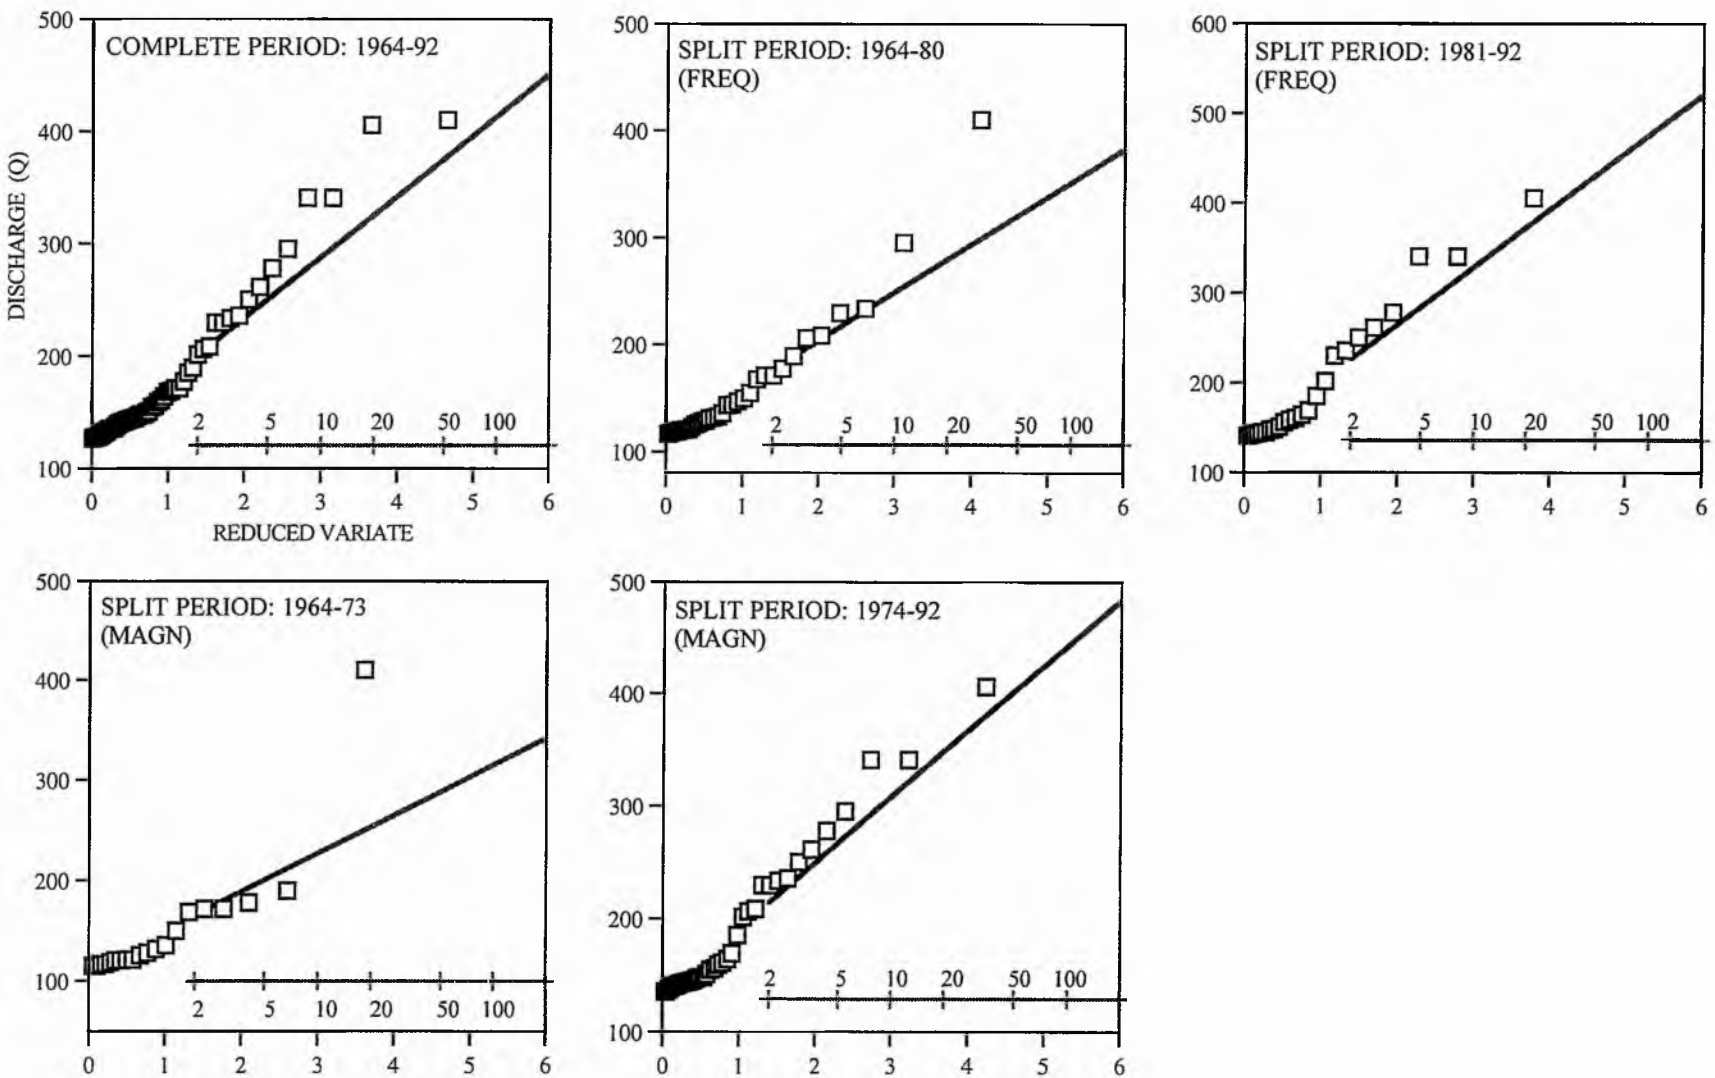 COMPLETE PERIOD: 1964-92
500
400
300
200
100
DISCHARGE (Q)
2 5 10 20 50 100
0 1 2 3 4 5 6
REDUCED VARIATE
SPLIT PERIOD: 1964-80
(FREQ)
500
400
300
200
100
2 5 10 20 50 100
0 1 2 3 4 5 6
SPLIT PERIOD: 1981-92
(FREQ)
600
500
400
300
200
100
2 5 10 20 50 100
0 1 2 3 4 5 6
SPLIT PERIOD: 1964-73
(MAGN)
500
400
300
200
100
2 5 10 20 50 100
0 1 2 3 4 5 6
SPLIT PERIOD: 1974-92
(MAGN)
500
400
300
200
100
2 5 10 20 50 100
0 1 2 3 4 5 6